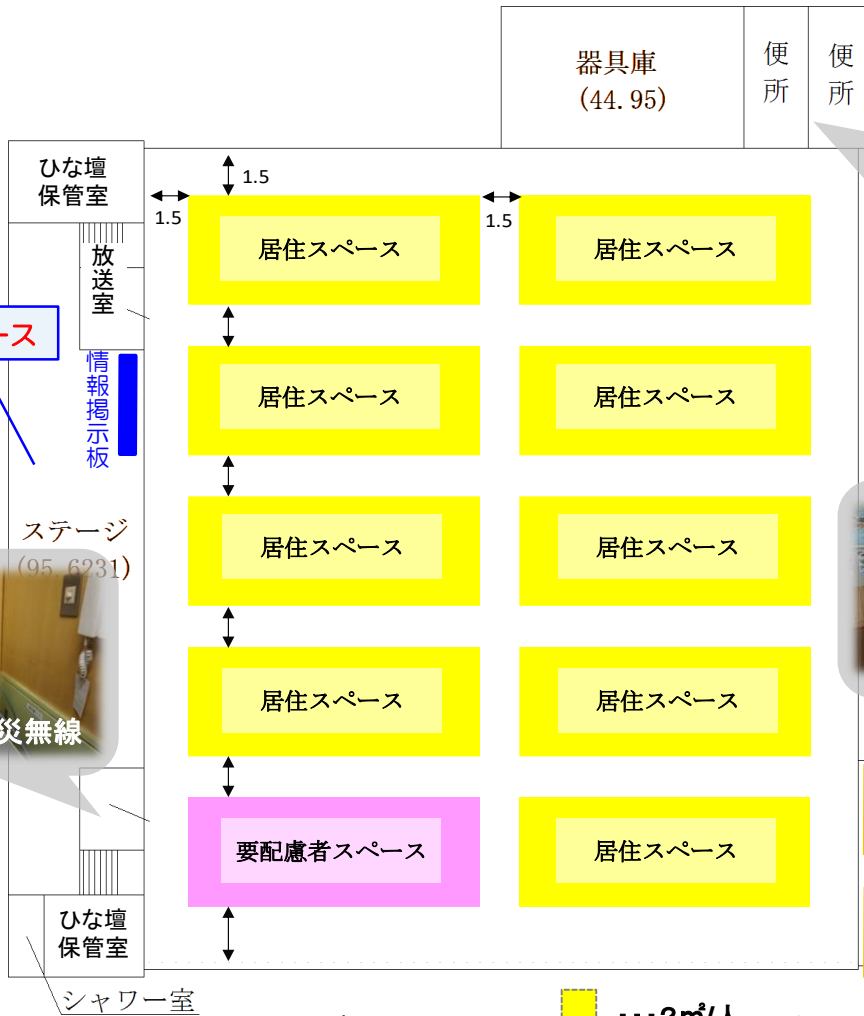 器具庫
(44.95)
便所
便所
ひな壇
保管室
1.5
1.5
1.5
放送室
居住スペース
居住スペース
ース
情報掲示板
居住スペース
居住スペース
ステージ
(95.6231)
居住スペース
居住スペース
災無線
居住スペース
居住スペース
要配慮者スペース
居住スペース
ひな壇
保管室
シャワー室